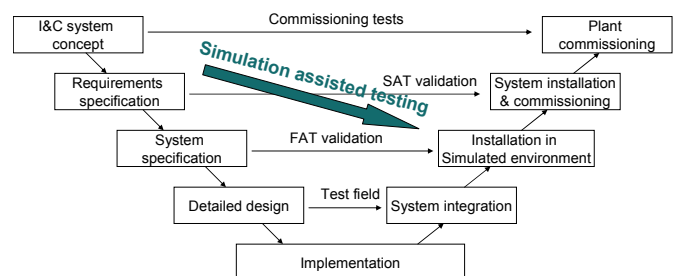 I&C system
concept
Commissioning tests
Plant
commissioning
Simulation assisted testing
Requirements
specification
SAT validation
System installation
& commissioning
System
specification
FAT validation
Installation in
Simulated environment
Detailed design
Test field
System integration
Implementation